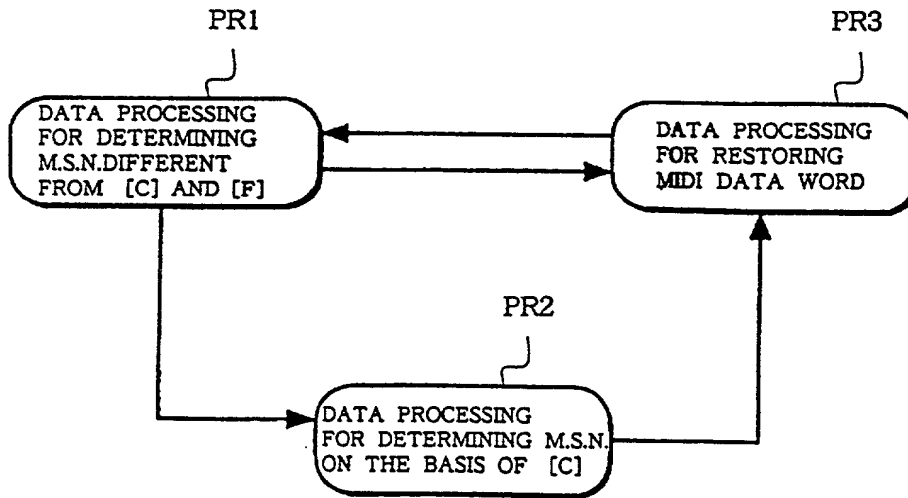 PR1
PR3
DATA PROCESSING
FOR DETERMINING
M.S.N.DIFFERENT
FROM [C] AND [F]
DATA PROCESSING
FOR RESTORING
MIDI DATA WORD
PR2
DATA PROCESSING
FOR DETERMINING M.S.N.
ON THE BASIS OF [C]